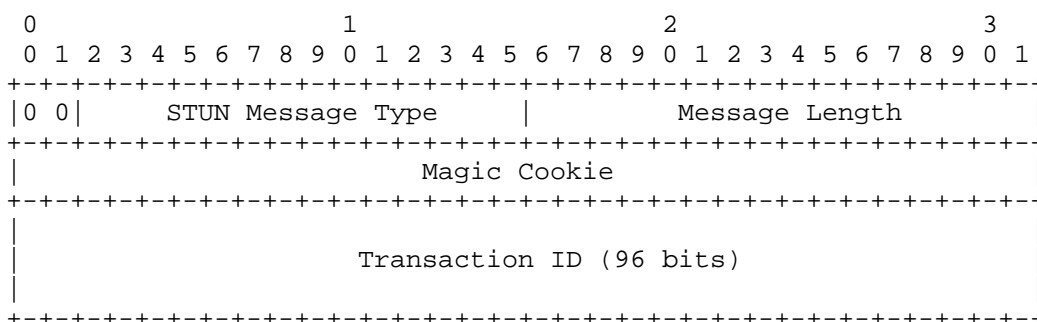 0                   1                   2                   3
 0 1 2 3 4 5 6 7 8 9 0 1 2 3 4 5 6 7 8 9 0 1 2 3 4 5 6 7 8 9 0 1
+-+-+-+-+-+-+-+-+-+-+-+-+-+-+-+-+-+-+-+-+-+-+-+-+-+-+-+-+-+-+-+--
|0 0|     STUN Message Type     |         Message Length
+-+-+-+-+-+-+-+-+-+-+-+-+-+-+-+-+-+-+-+-+-+-+-+-+-+-+-+-+-+-+-+--
|                         Magic Cookie
+-+-+-+-+-+-+-+-+-+-+-+-+-+-+-+-+-+-+-+-+-+-+-+-+-+-+-+-+-+-+-+--
|
|                     Transaction ID (96 bits)
|
+-+-+-+-+-+-+-+-+-+-+-+-+-+-+-+-+-+-+-+-+-+-+-+-+-+-+-+-+-+-+-+--